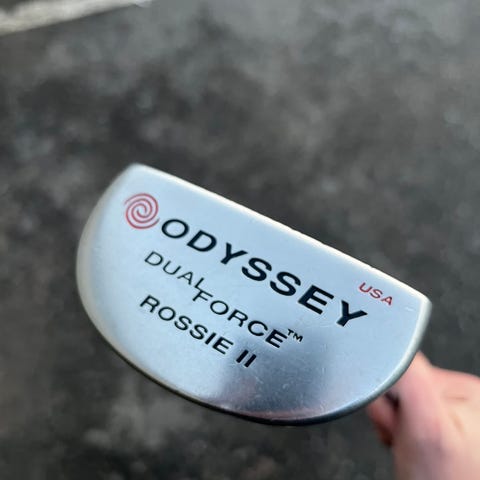 ODYSSEY
USA
DUAL FORCE™
ROSSIE II